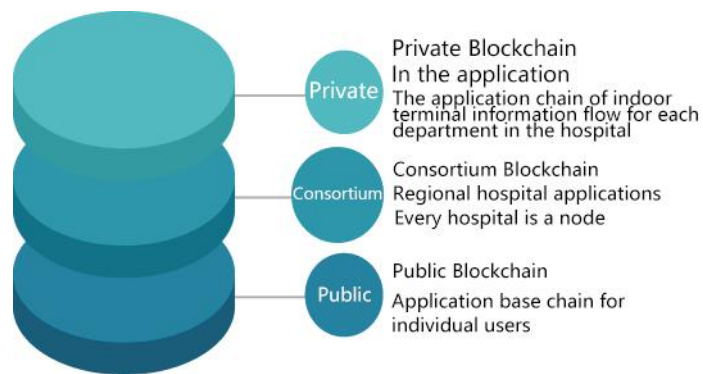 Private
Private Blockchain
In the application
The application chain of indoor
terminal information flow for each
department in the hospital
Consortium
Consortium Blockchain
Regional hospital applications
Every hospital is a node
Public
Public Blockchain
Application base chain for
individual users